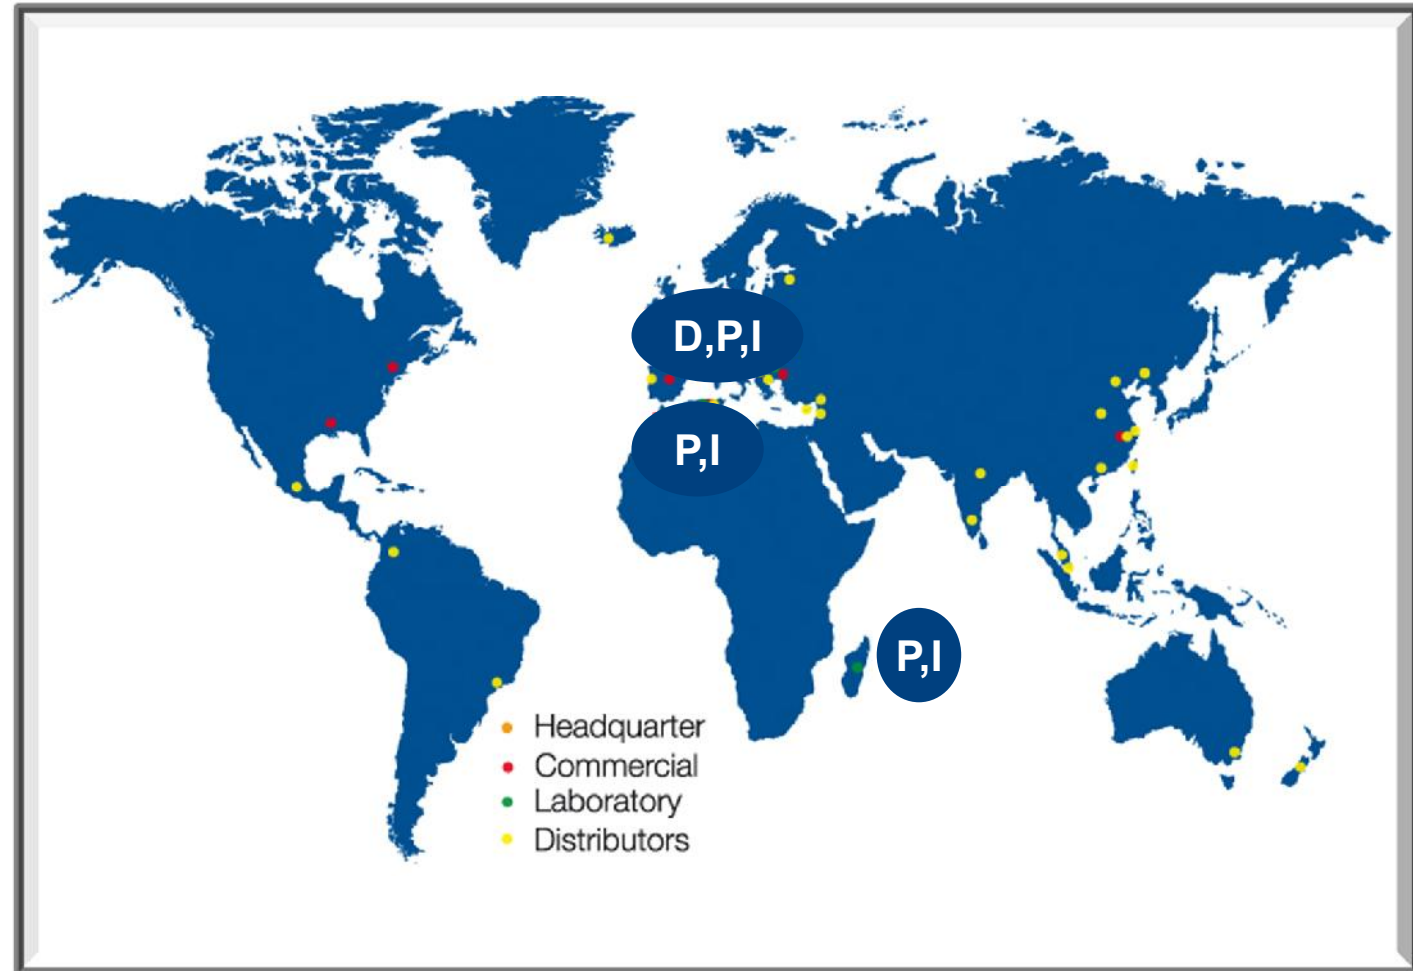 D,P,I
P,I
P,I
Headquarter
Commercial
Laboratory
Distributors